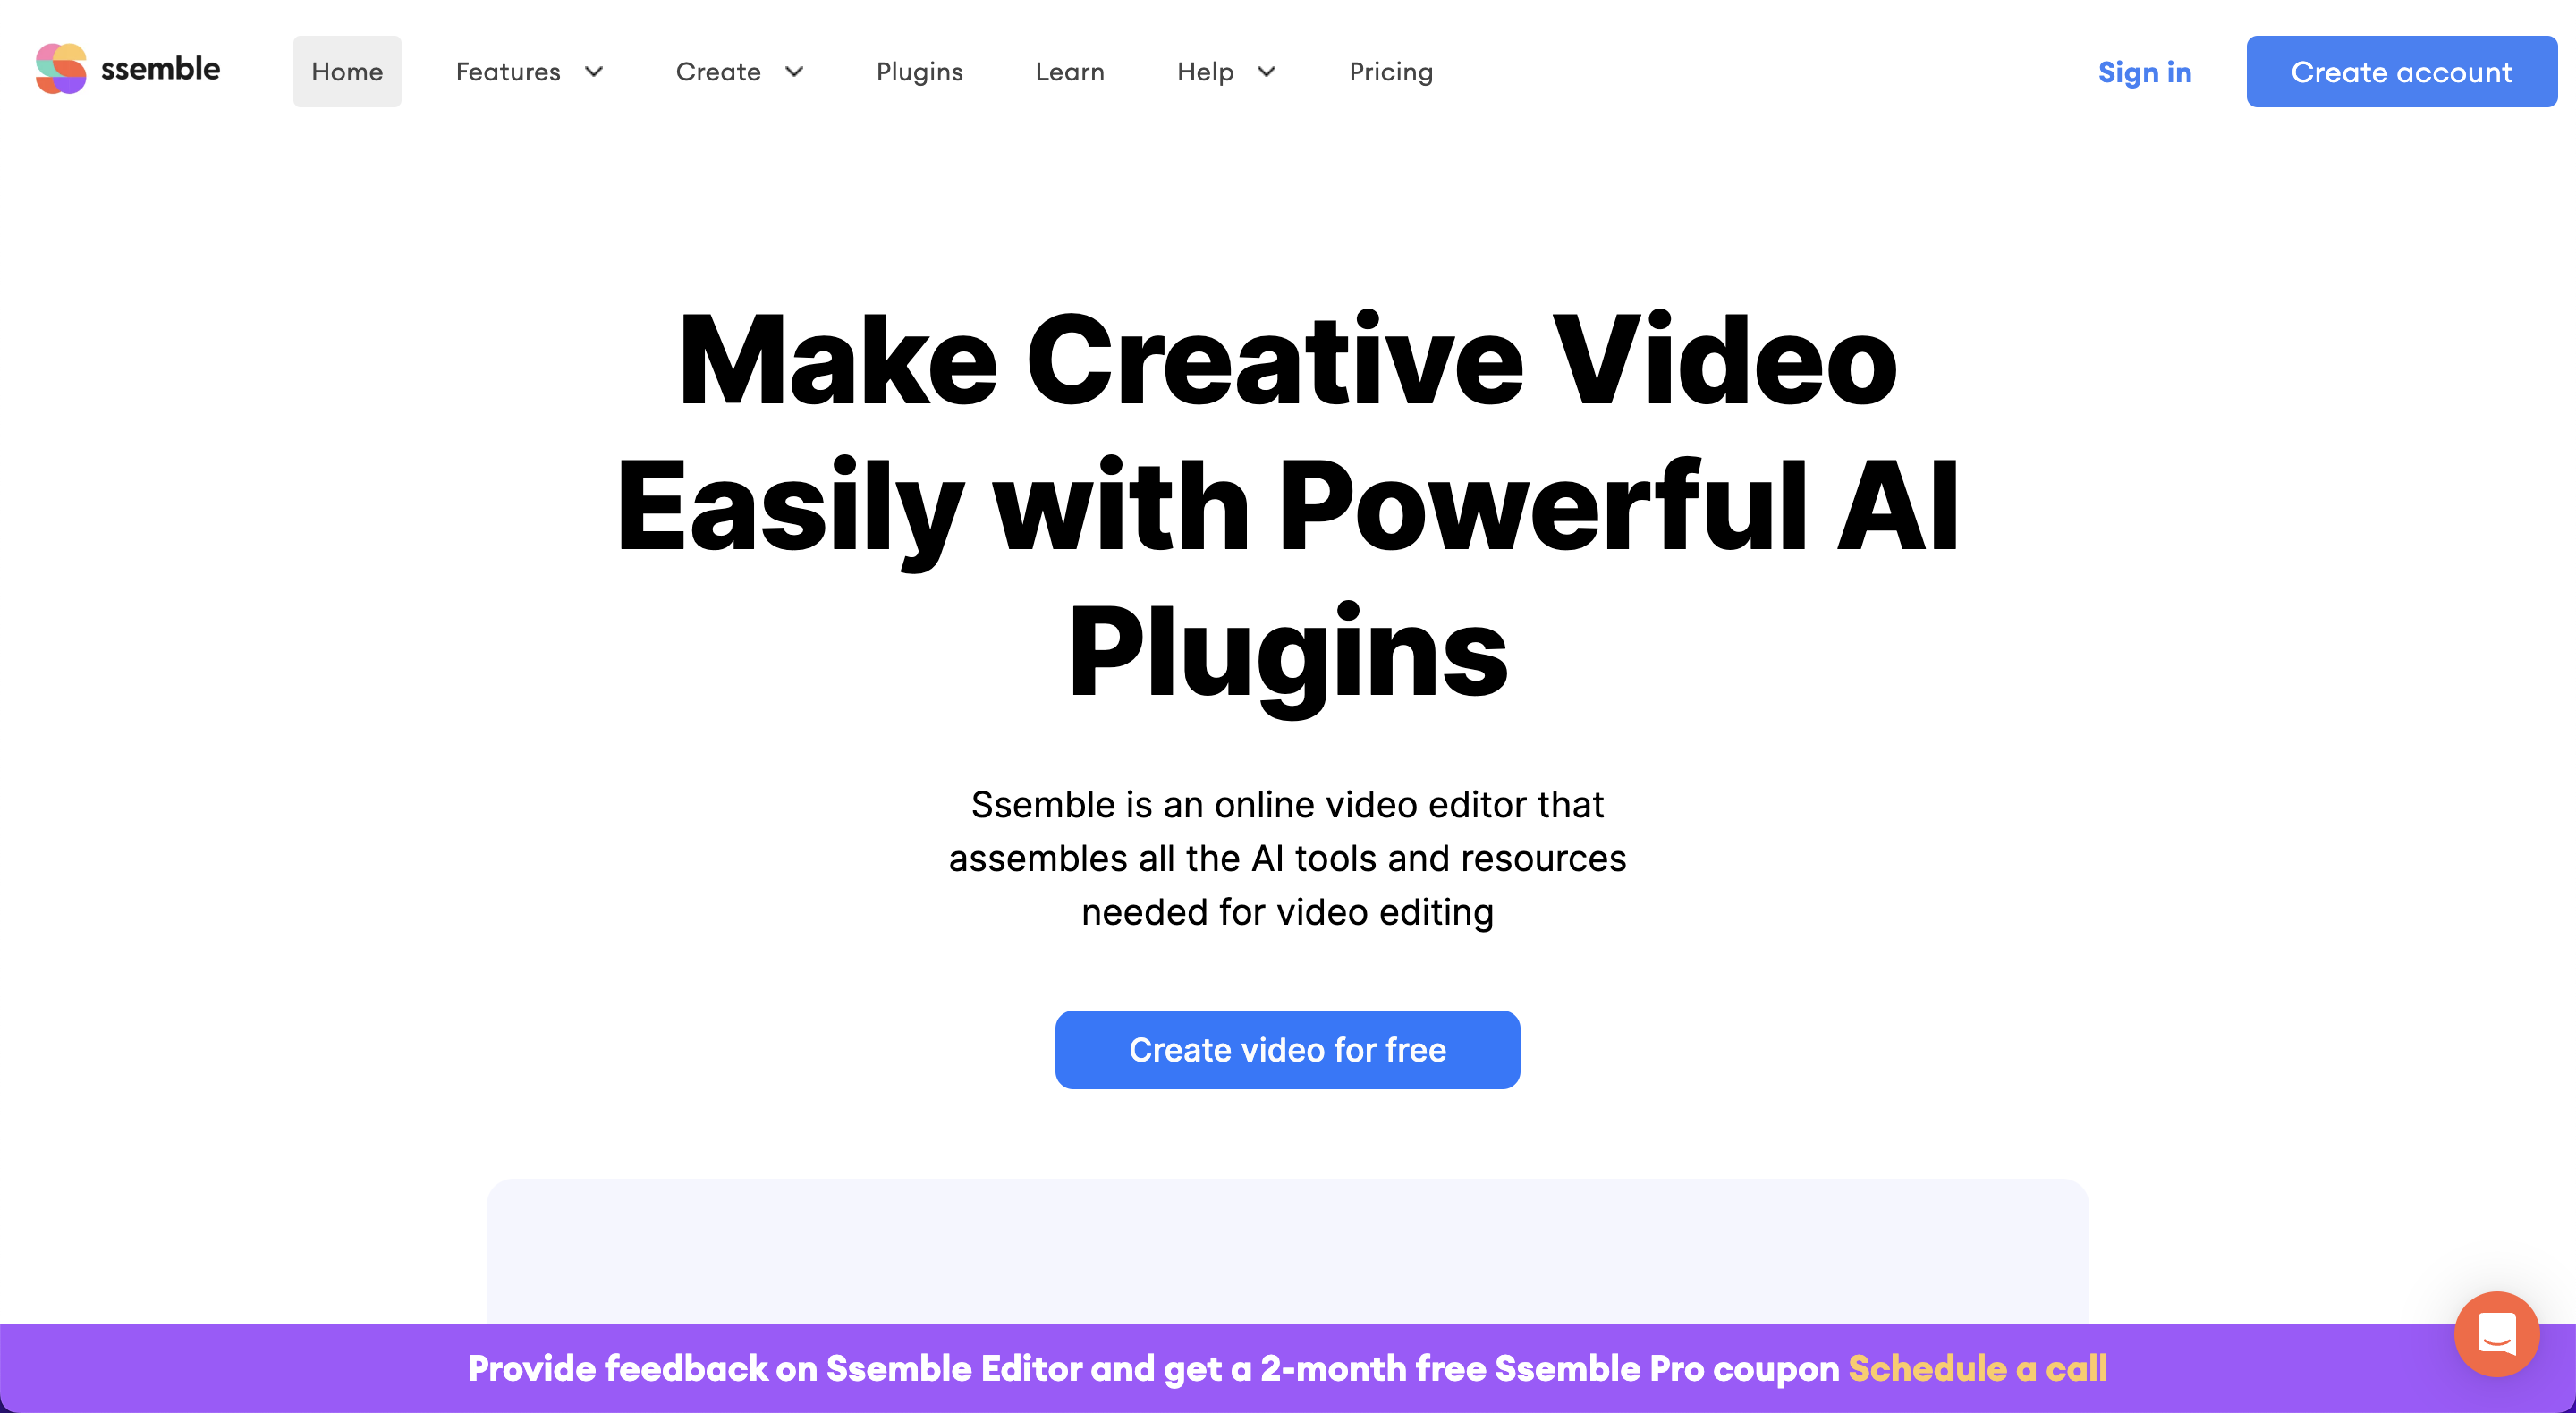 ssemble
Home
Features
Create
Plugins
Learn
Help
Pricing
Sign in
Create account
Make Creative Video
Easily with Powerful AI
Plugins
Ssemble is an online video editor that
assembles all the AI tools and resources
needed for video editing
Create video for free
Provide feedback on Ssemble Editor and get a 2-month free Ssemble Pro coupon Schedule a call